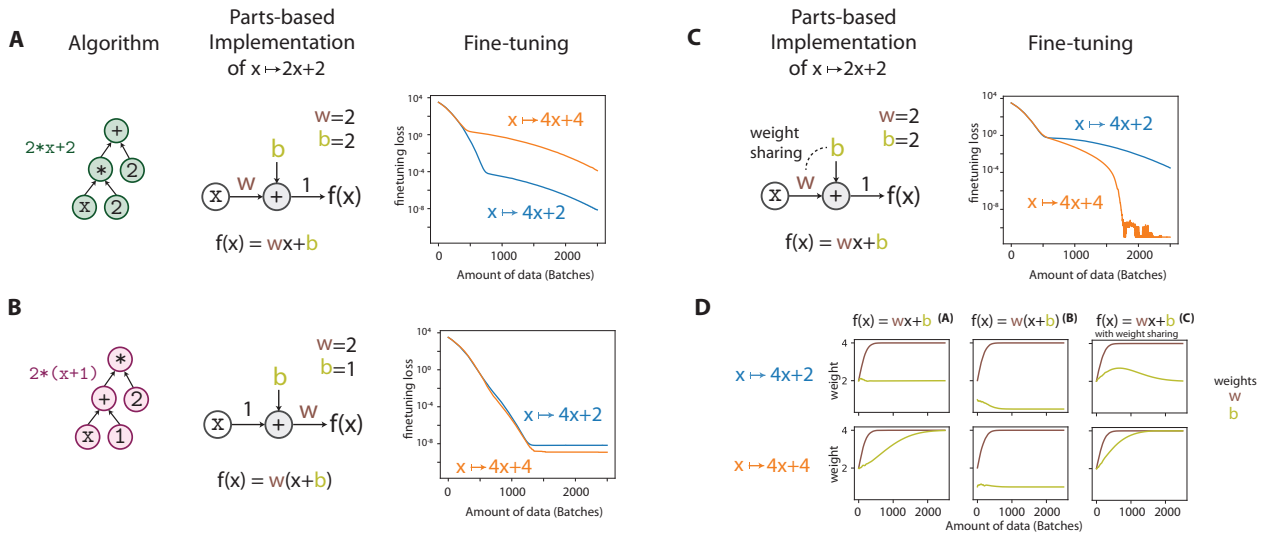 A
Algorithm
Parts-based
Implementation
of x ↦ 2x+2
Fine-tuning
2*x+2
+
*
2
x
2
w=2
b=2
b
x
w
+
1
f(x)
f(x) = wx+b
finetuning loss
10⁴
10⁰
10⁻⁴
10⁻⁸
x ↦ 4x+4
x ↦ 4x+2
0
1000
2000
Amount of data (Batches)
B
2*(x+1)
*
+
2
x
1
w=2
b=1
b
x
1
+
w
f(x)
f(x) = w(x+b)
finetuning loss
10⁴
10⁰
10⁻⁴
10⁻⁸
x ↦ 4x+2
x ↦ 4x+4
0
1000
2000
Amount of data (Batches)
C
Parts-based
Implementation
of x ↦ 2x+2
Fine-tuning
w=2
b=2
weight
sharing
b
x
w
+
1
f(x)
f(x) = wx+b
finetuning loss
10⁴
10⁰
10⁻⁴
10⁻⁸
x ↦ 4x+2
x ↦ 4x+4
0
1000
2000
Amount of data (Batches)
D
f(x) = wx+b (A)
f(x) = w(x+b) (B)
f(x) = wx+b (C)
with weight sharing
x ↦ 4x+2
weight
4
2
x ↦ 4x+4
weight
4
2
0 2000
0 2000
0 2000
Amount of data (Batches)
weights
w
b